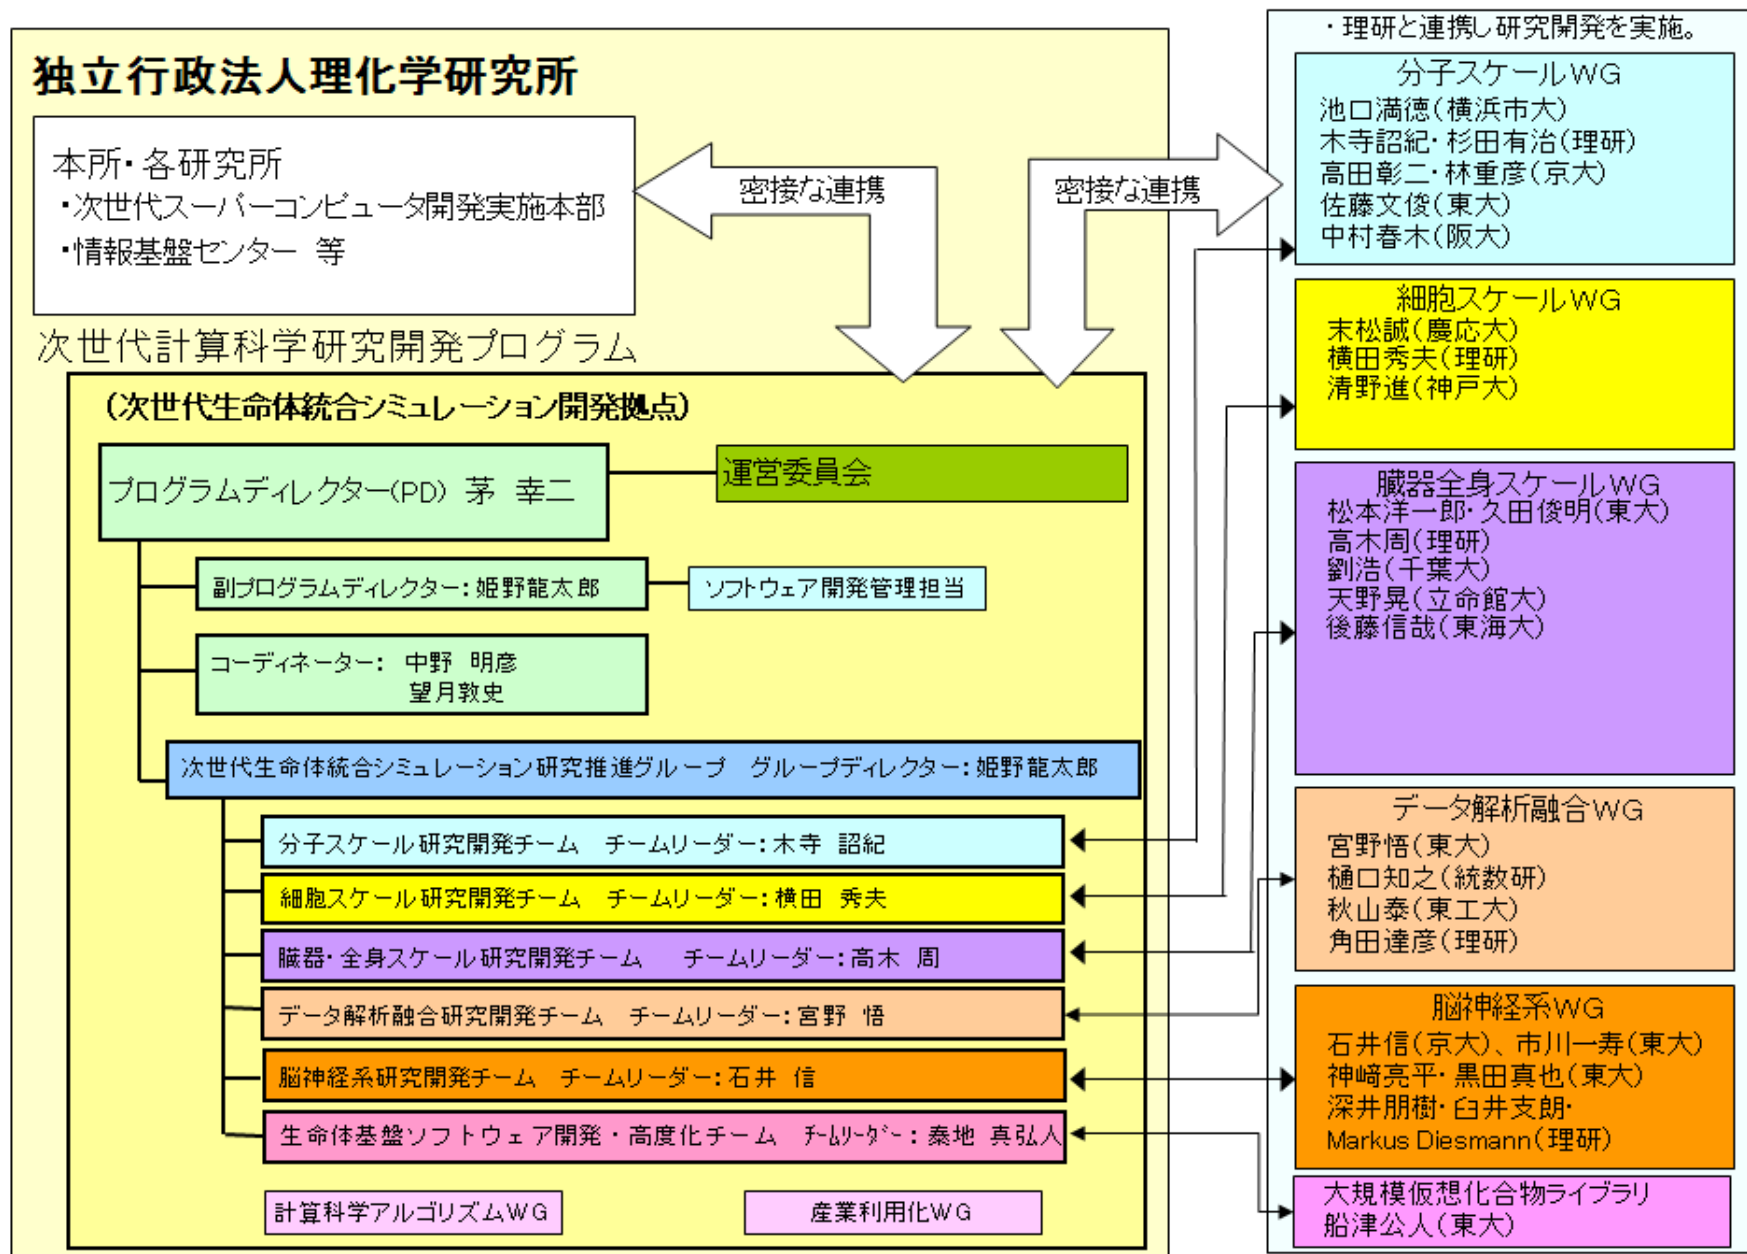 独立行政法人理化学研究所
本所・各研究所
・次世代スーパーコンピュータ開発実施本部
・情報基盤センター 等
密接な連携
密接な連携
次世代計算科学研究開発プログラム
(次世代生命体統合シミュレーション開発拠点)
プログラムディレクター(PD) 茅 幸二
運営委員会
副プログラムディレクター:姫野龍太郎
ソフトウェア開発管理担当
コーディネーター: 中野 明彦
望月敦史
次世代生命体統合シミュレーション研究推進グループ グループディレクター:姫野龍太郎
分子スケール研究開発チーム チームリーダー:木寺 詔紀
細胞スケール研究開発チーム チームリーダー:横田 秀夫
臓器・全身スケール研究開発チーム チームリーダー:高木 周
データ解析融合研究開発チーム チームリーダー:宮野 悟
脳神経系研究開発チーム チームリーダー:石井 信
生命体基盤ソフトウェア開発・高度化チーム チームリーダー:泰地 真弘人
計算科学アルゴリズムWG
産業利用化WG
・理研と連携し研究開発を実施。
分子スケールWG
池口満徳(横浜市大)
木寺詔紀・杉田有治(理研)
高田彰二・林重彦(京大)
佐藤文俊(東大)
中村春木(阪大)
細胞スケールWG
末松誠(慶応大)
横田秀夫(理研)
清野進(神戸大)
臓器全身スケールWG
松本洋一郎・久田俊明(東大)
高木周(理研)
劉浩(千葉大)
天野晃(立命館大)
後藤信哉(東海大)
データ解析融合WG
宮野悟(東大)
樋口知之(統数研)
秋山泰(東工大)
角田達彦(理研)
脳神経系WG
石井信(京大)、市川一寿(東大)
神崎亮平・黒田真也(東大)
深井朋樹・臼井支朗・
Markus Diesmann(理研)
大規模仮想化合物ライブラリ
船津公人(東大)